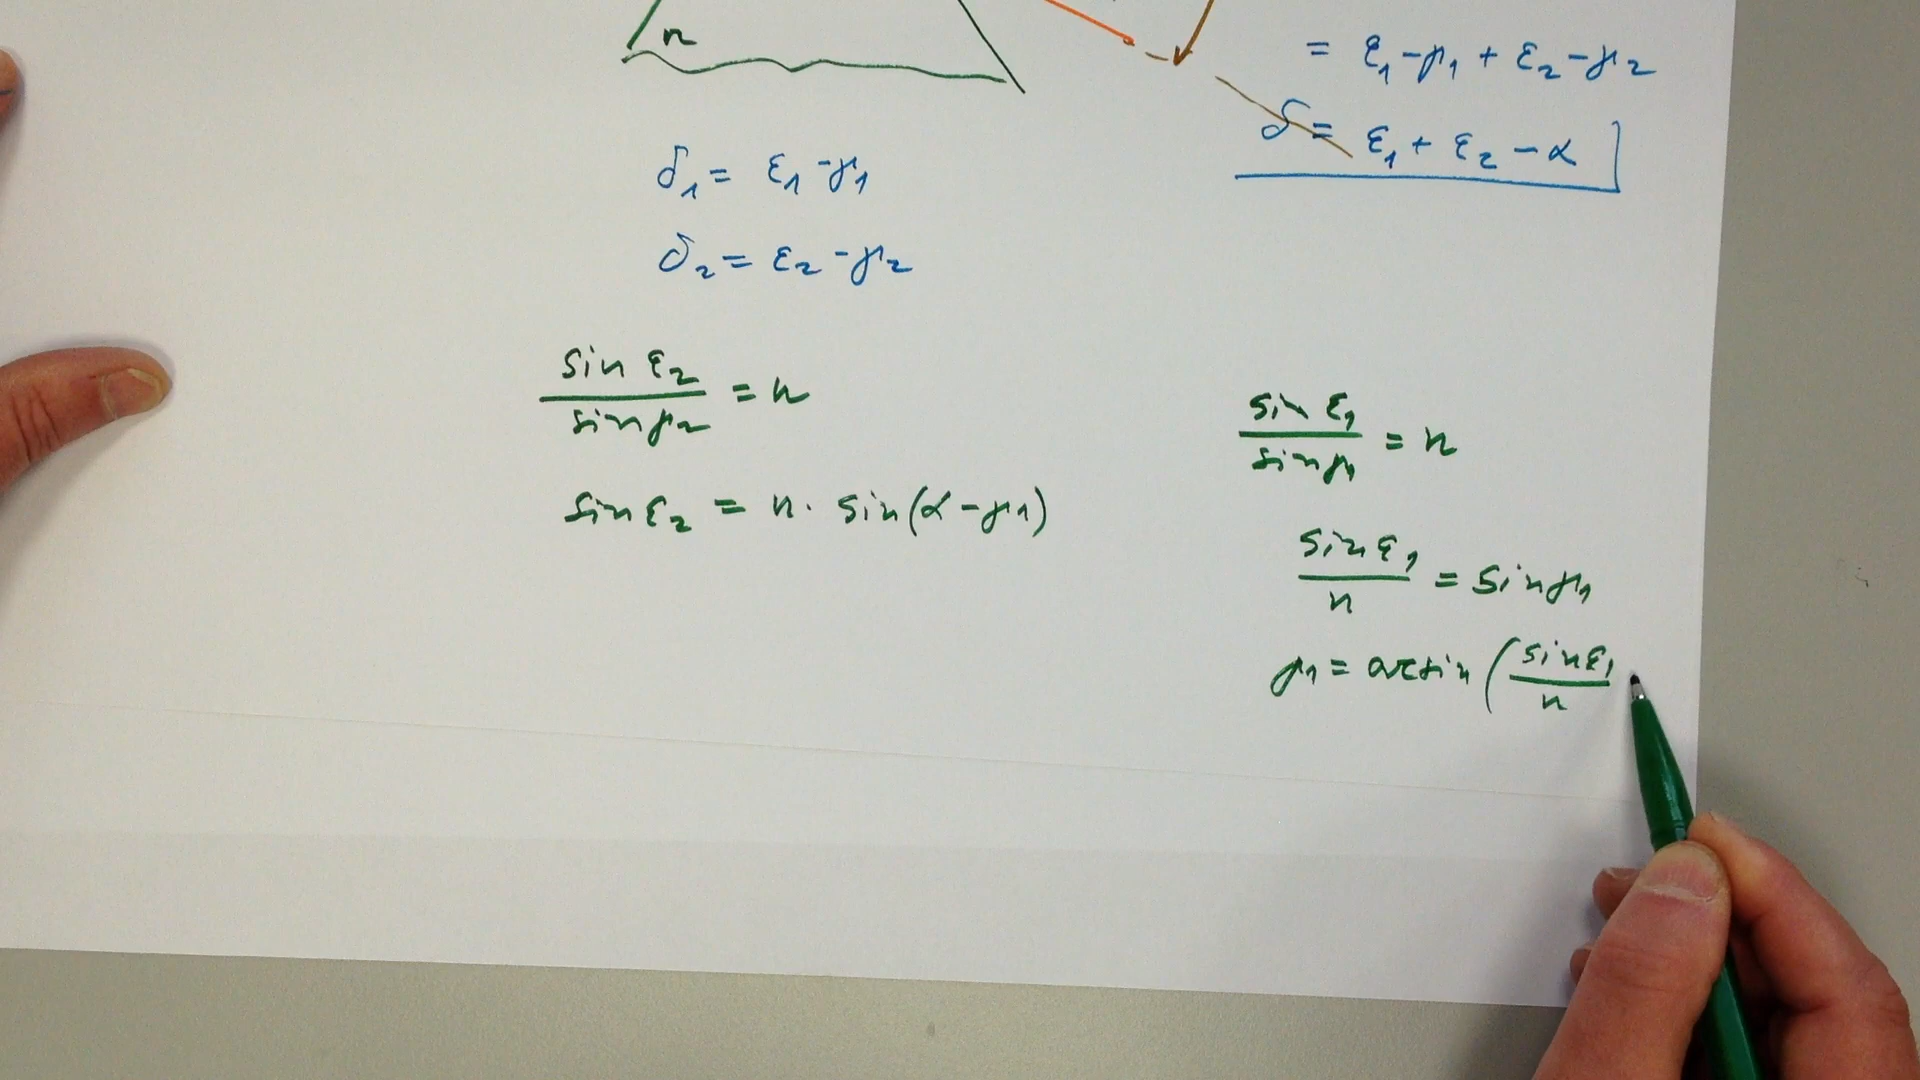 n
= ε₁ - γ₁ + ε₂ - γ₂
δ = ε₁ + ε₂ - α
δ₁ = ε₁ - γ₁
δ₂ = ε₂ - γ₂
sin ε₂ / sin γ₂ = n
sin ε₂ = n · sin(α - γ₁)
sin ε₁ / sin γ₁ = n
sin ε₁ / n = sin γ₁
γ₁ = arcsin ( sin ε₁ / n